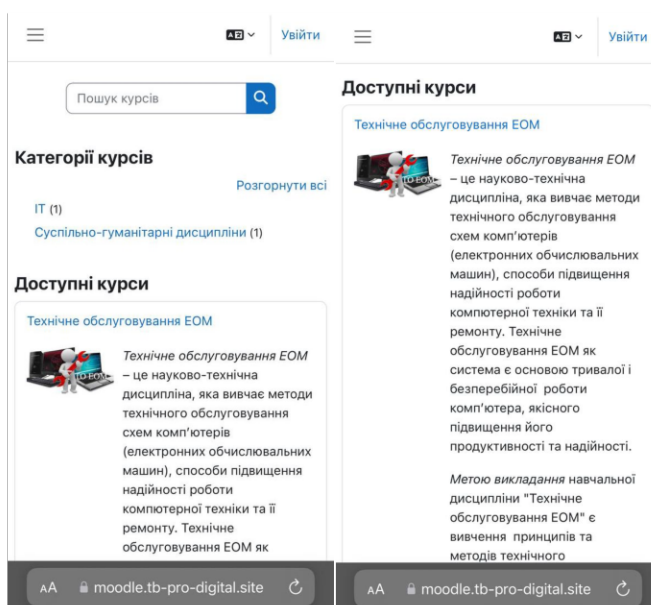 Увійти
Пошук курсів
Категорії курсів
Розгорнути всі
ІТ (1)
Суспільно-гуманітарні дисципліни (1)
Доступні курси
Технічне обслуговування ЕОМ
ТО ЕОМ
Технічне обслуговування ЕОМ
– це науково-технічна
дисципліна, яка вивчає методи
технічного обслуговування
схем комп'ютерів
(електронних обчислювальних
машин), способи підвищення
надійності роботи
компютерної техніки та її
ремонту. Технічне
обслуговування ЕОМ як
AA moodle.tb-pro-digital.site
Увійти
Доступні курси
Технічне обслуговування ЕОМ
ТО ЕОМ
Технічне обслуговування ЕОМ
– це науково-технічна
дисципліна, яка вивчає методи
технічного обслуговування
схем комп'ютерів
(електронних обчислювальних
машин), способи підвищення
надійності роботи
компютерної техніки та її
ремонту. Технічне
обслуговування ЕОМ як
система є основою тривалої і
безперебійної роботи
комп'ютера, якісного
підвищення його
продуктивності та надійності.
Метою викладання навчальної
дисципліни "Технічне
обслуговування ЕОМ" є
вивчення принципів та
методів технічного
AA moodle.tb-pro-digital.site